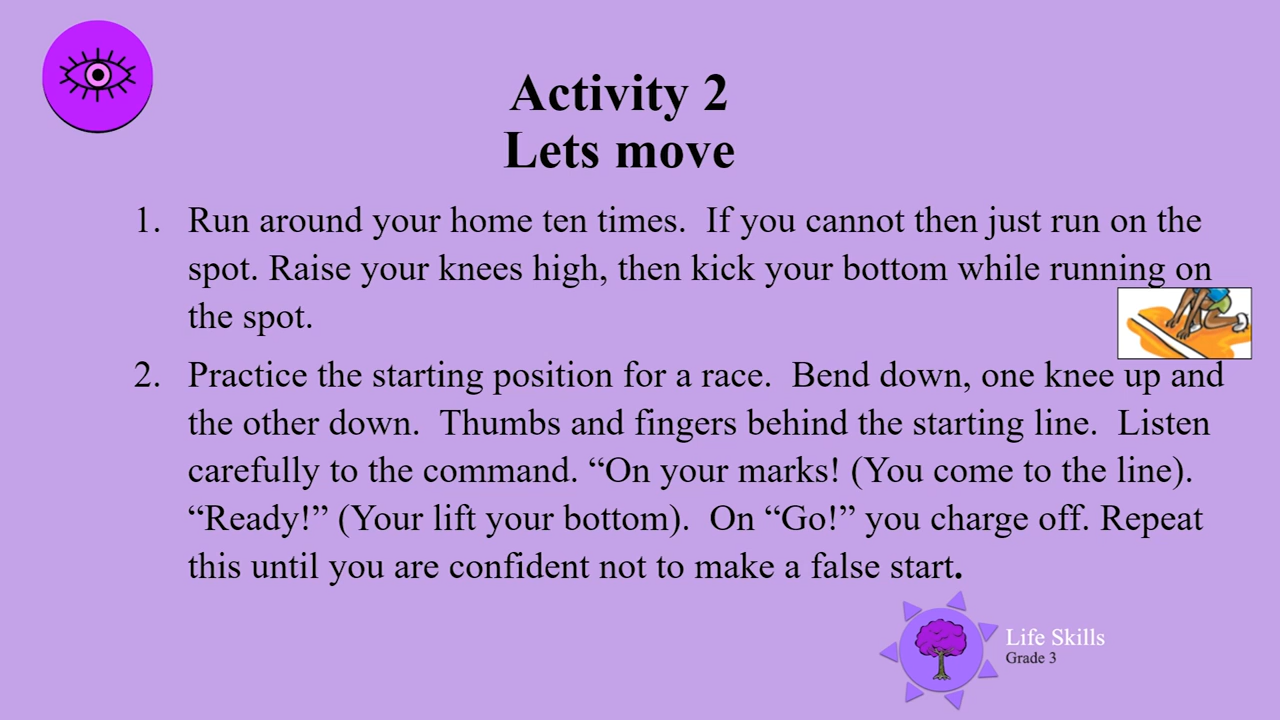 Activity 2
Lets move
1. Run around your home ten times.  If you cannot then just run on the
spot. Raise your knees high, then kick your bottom while running on
the spot.
2. Practice the starting position for a race.  Bend down, one knee up and
the other down.  Thumbs and fingers behind the starting line.  Listen
carefully to the command. “On your marks! (You come to the line).
“Ready!” (Your lift your bottom).  On “Go!” you charge off. Repeat
this until you are confident not to make a false start.
Life Skills
Grade 3